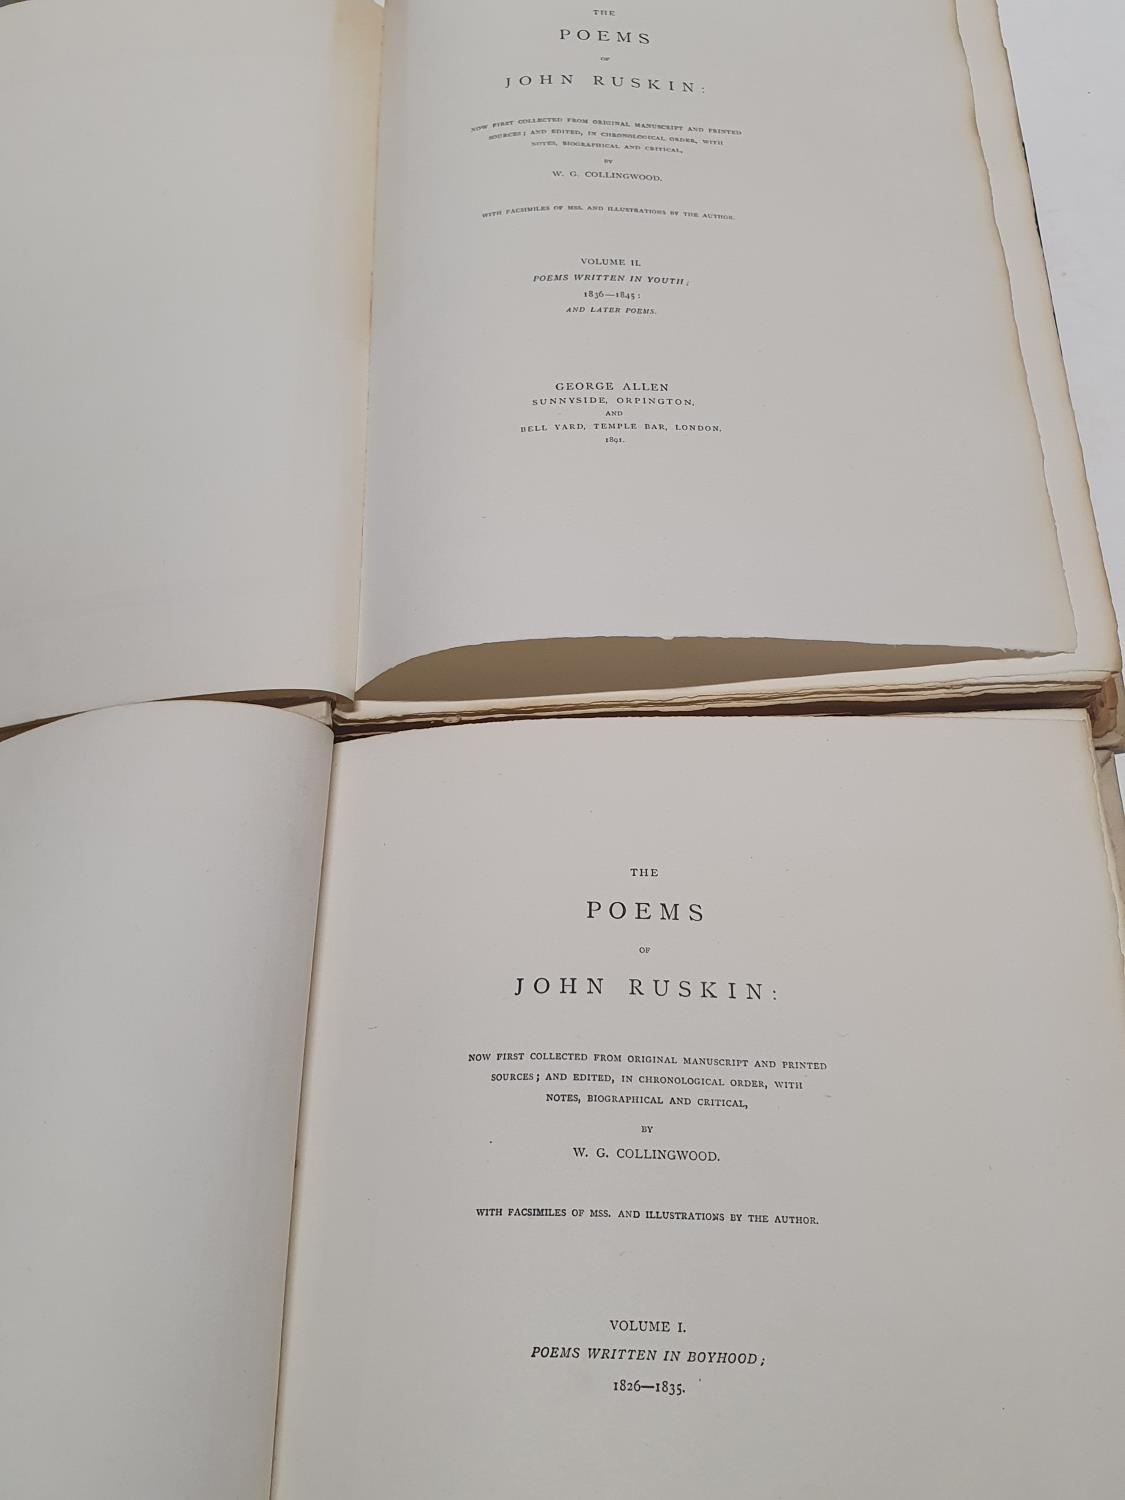 THE
POEMS
OF
JOHN RUSKIN:
NOW FIRST COLLECTED FROM ORIGINAL MANUSCRIPT AND PRINTED
SOURCES; AND EDITED, IN CHRONOLOGICAL ORDER, WITH
NOTES, BIOGRAPHICAL AND CRITICAL,
BY
W. G. COLLINGWOOD.
WITH FACSIMILES OF MSS. AND ILLUSTRATIONS BY THE AUTHOR.
VOLUME II.
POEMS WRITTEN IN YOUTH;
1836—1845:
AND LATER POEMS.
GEORGE ALLEN
SUNNYSIDE, ORPINGTON,
AND
BELL YARD, TEMPLE BAR, LONDON.
1891.
THE
POEMS
OF
JOHN RUSKIN:
NOW FIRST COLLECTED FROM ORIGINAL MANUSCRIPT AND PRINTED
SOURCES; AND EDITED, IN CHRONOLOGICAL ORDER, WITH
NOTES, BIOGRAPHICAL AND CRITICAL,
BY
W. G. COLLINGWOOD.
WITH FACSIMILES OF MSS. AND ILLUSTRATIONS BY THE AUTHOR.
VOLUME I.
POEMS WRITTEN IN BOYHOOD;
1826—1835.